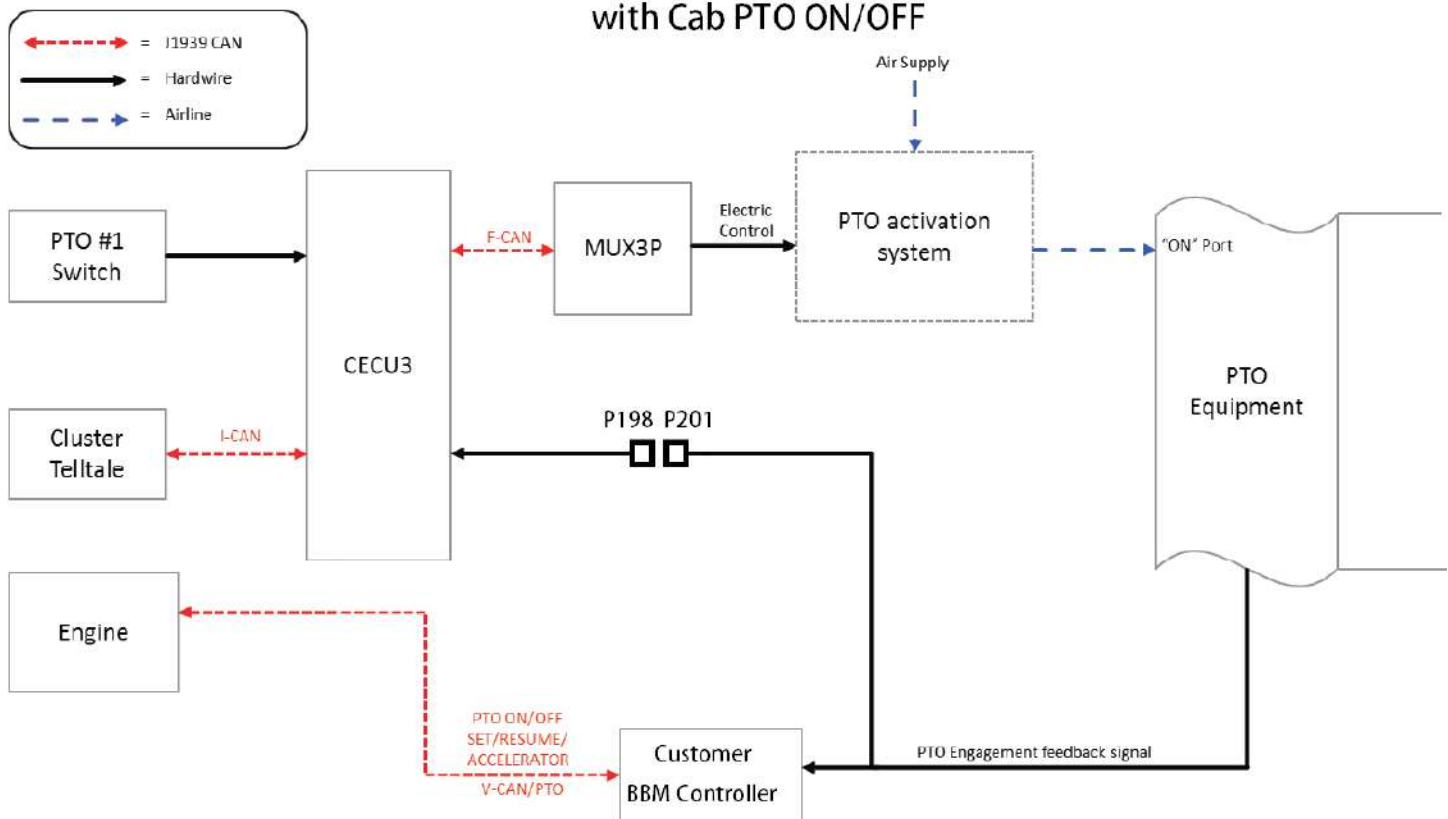 with Cab PTO ON/OFF
= J1939 CAN
= Hardwire
= Airline
Air Supply
PTO #1
Switch
CECU3
F-CAN
MUX3P
Electric
Control
PTO activation
system
"ON" Port
PTO
Equipment
Cluster
Telltale
I-CAN
P198 P201
Engine
PTO ON/OFF
SET/RESUME/
ACCELERATOR
V-CAN/PTO
Customer
BBM Controller
PTO Engagement feedback signal